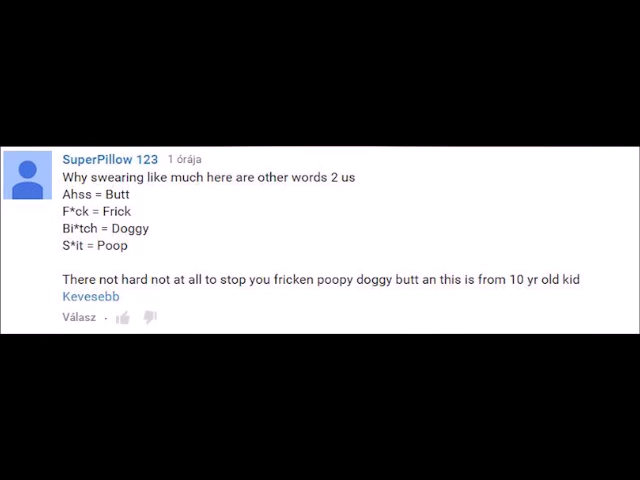 SuperPillow 123 1 órája
Why swearing like much here are other words 2 us
Ahss = Butt
F*ck = Frick
Bi*tch = Doggy
S*it = Poop
There not hard not at all to stop you fricken poopy doggy butt an this is from 10 yr old kid
Kevesebb
Válasz ·